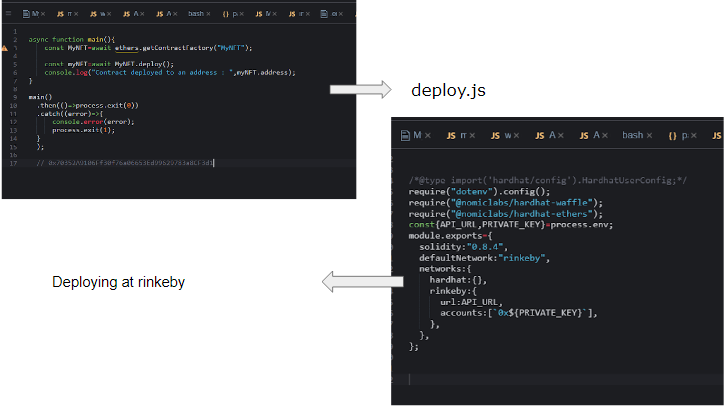 M × JS m JS w JS A JS A bash × {} p JS M × JS in
1
2 async function main(){
3 const MyNFT=await ethers.getContractFactory("MyNFT");
4
5 const myNFT=await MyNFT.deploy();
6 console.log("Contract deployed to an address : ",myNFT.address);
7 }
8
9 main()
10 .then(()=>process.exit(0))
11 .catch((error)=>{
12 console.error(error);
13 process.exit(1);
14 }
15 );
16
17 //
deploy.js
M × JS m × JS w × JS A × JS A × bash × {} p ×
/*@type import('hardhat/config').HardhatUserConfig;*/
require("dotenv").config();
require("@nomiclabs/hardhat-waffle");
require("@nomiclabs/hardhat-ethers");
const{API_URL,PRIVATE_KEY}=process.env;
module.exports={
solidity:"0.8.4",
defaultNetwork:"rinkeby",
networks:{
hardhat:{},
rinkeby:{
url:API_URL,
accounts:[`0x${PRIVATE_KEY}`],
},
},
};
Deploying at rinkeby